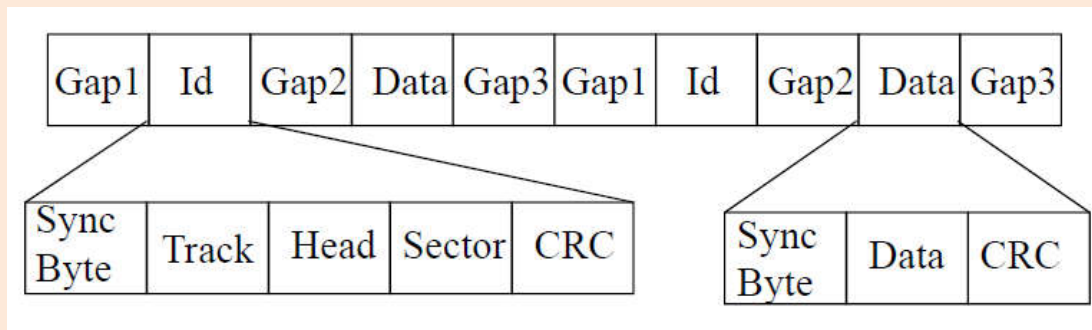 Gap1 Id Gap2 Data Gap3 Gap1 Id Gap2 Data Gap3
Sync
Byte
Track Head Sector CRC
Sync
Byte
Data CRC